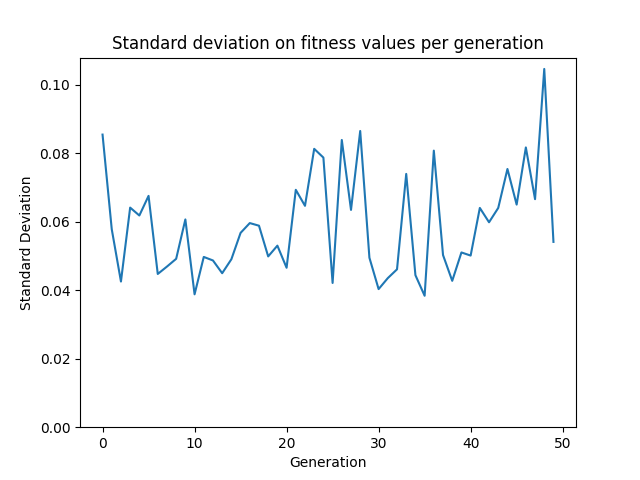 Standard deviation on fitness values per generation
Standard Deviation
0.10
0.08
0.06
0.04
0.02
0.00
0 10 20 30 40 50
Generation